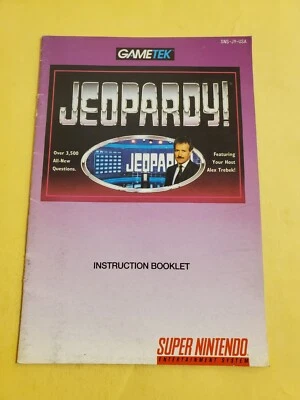 SNS-JY-USA
GAMETEK
JEOPARDY!
Over 3,500
All-New
Questions.
JEOPAR
Featuring
Your Host
Alex Trebek!
INSTRUCTION BOOKLET
SUPER NINTENDO
ENTERTAINMENT SYSTEM